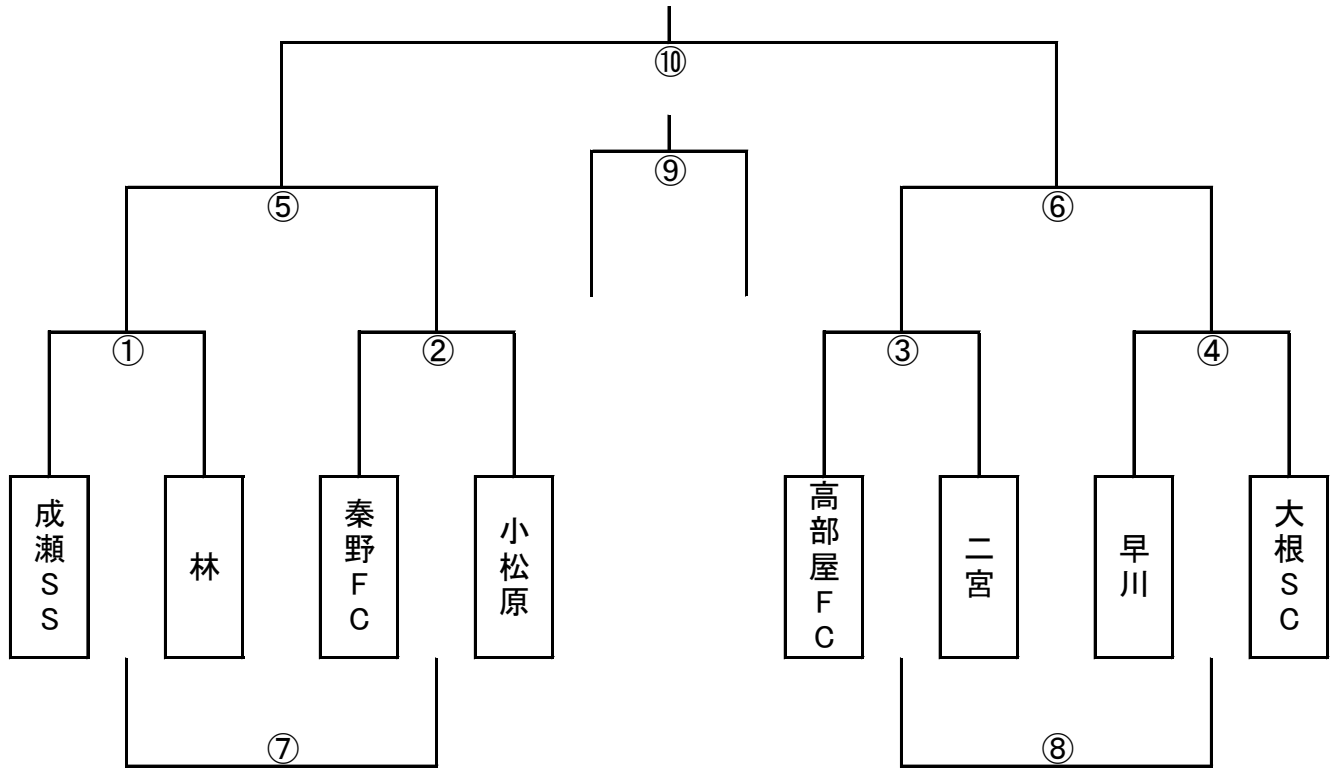 ⑩
⑨
⑤
⑥
①
②
③
④
成瀬SS
林
秦野FC
小松原
高部屋FC
二宮
早川
大根SC
⑦
⑧